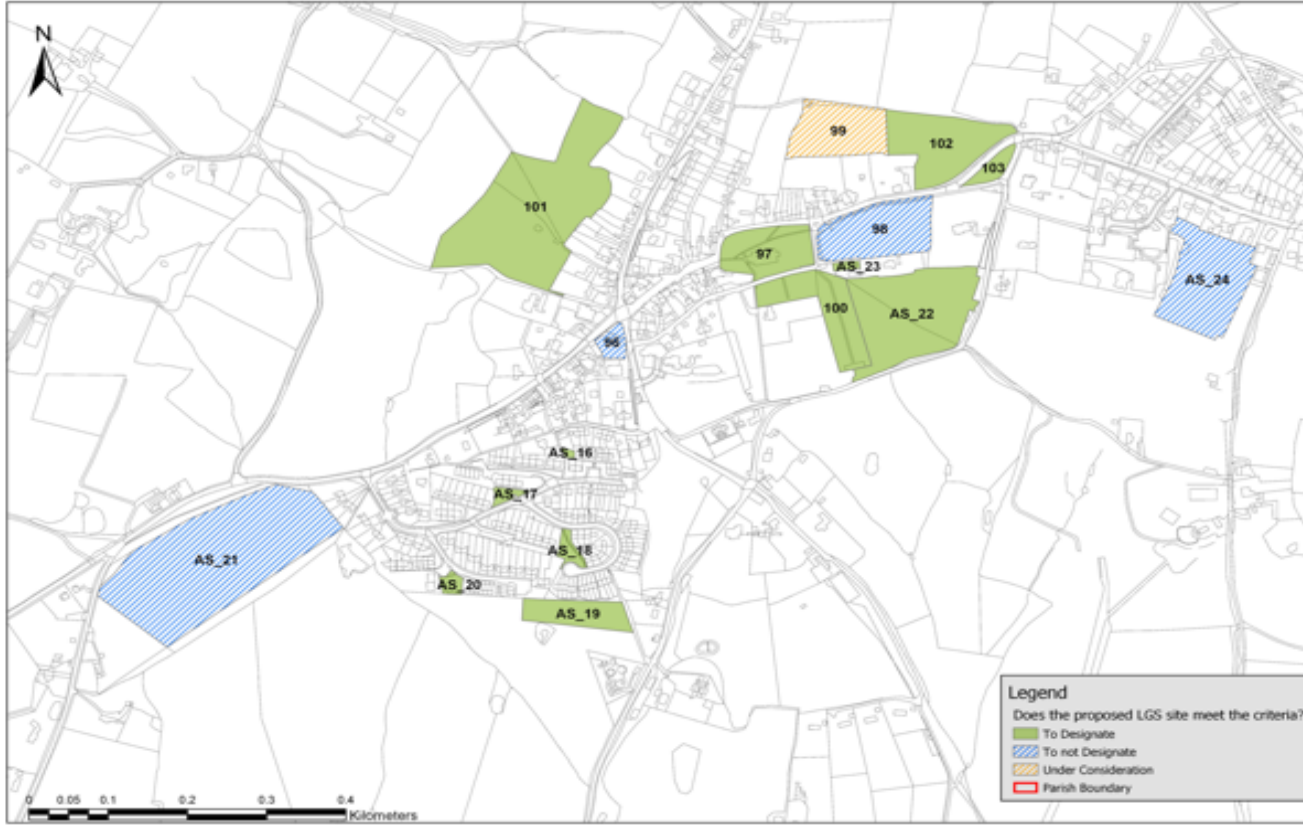 N
99
102
103
101
98
97
AS_23
AS_24
100
AS_22
96
AS_16
AS_17
AS_18
AS_21
AS_20
AS_19
Legend
Does the proposed LGS site meet the criteria?
To Designate
To not Designate
Under Consideration
Parish Boundary
0 0.05 0.1 0.2 0.3 0.4
Kilometers